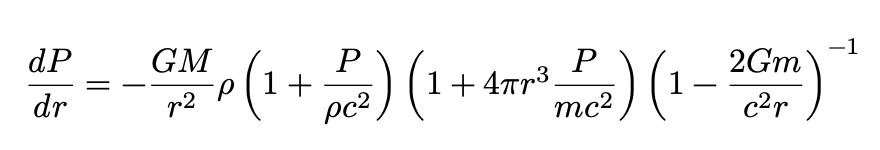 dP/dr = −GM/r² ρ (1 + P/ρc²) (1 + 4πr³ P/mc²) (1 − 2Gm/c²r)⁻¹